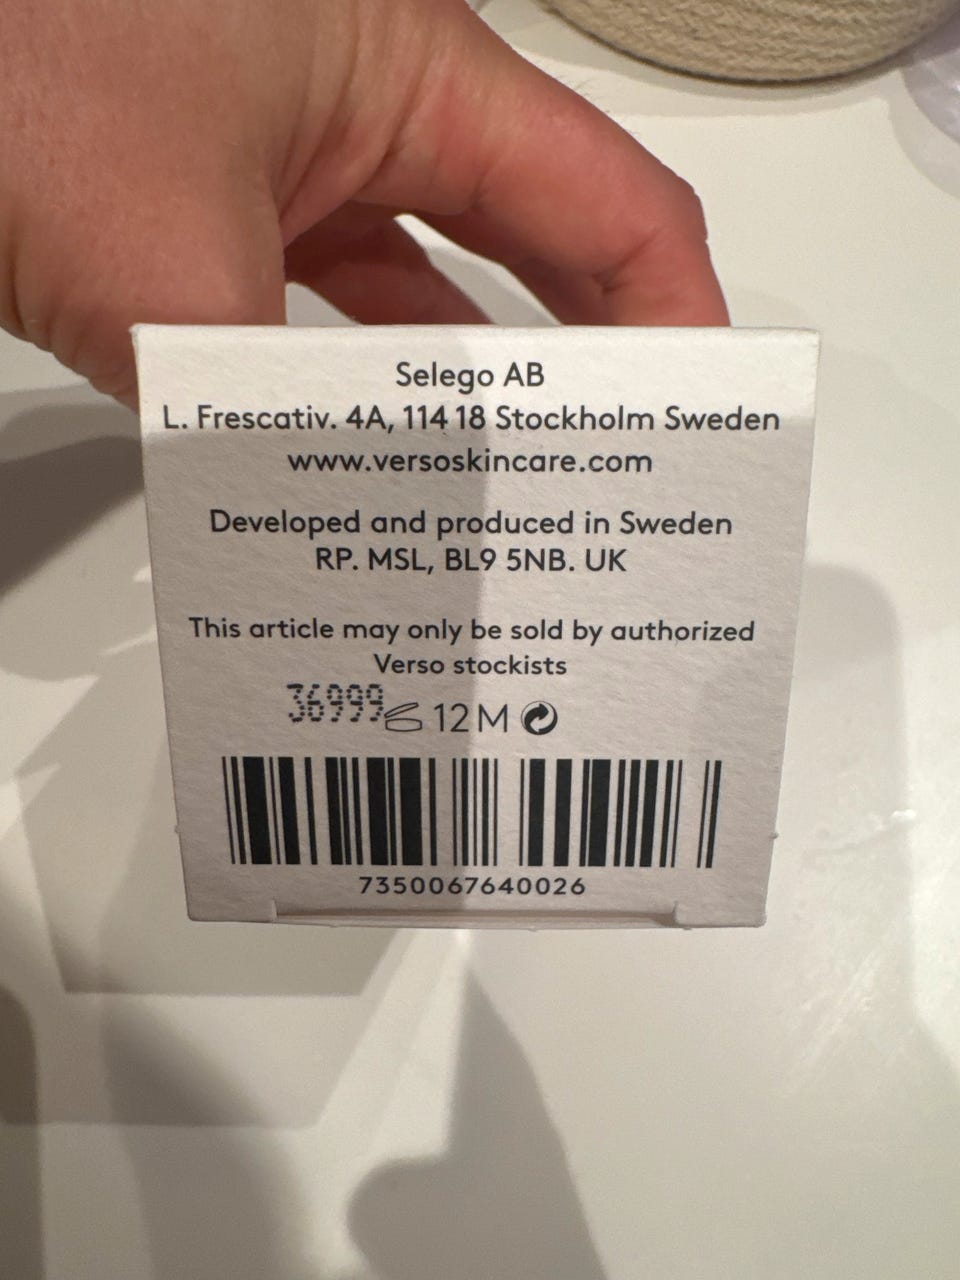 Selego AB
L. Frescativ. 4A, 114 18 Stockholm Sweden
www.versoskincare.com
Developed and produced in Sweden
RP. MSL, BL9 5NB. UK
This article may only be sold by authorized
Verso stockists
36999 12M
7350067640026